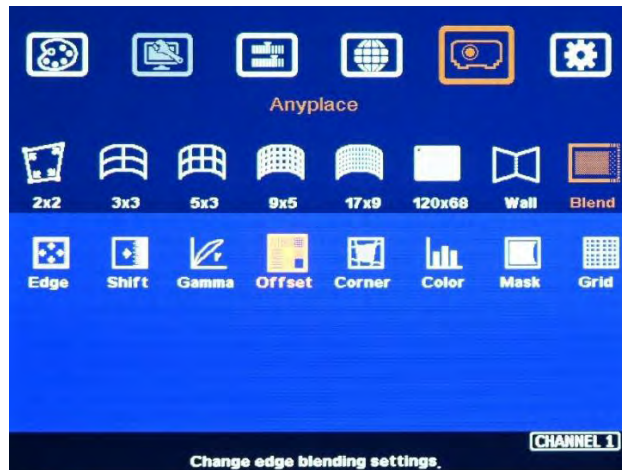 Anyplace
2x2 3x3 5x3 9x5 17x9 120x68 Wall Blend
Edge Shift Gamma Offset Corner Color Mask Grid
CHANNEL 1
Change edge blending settings.